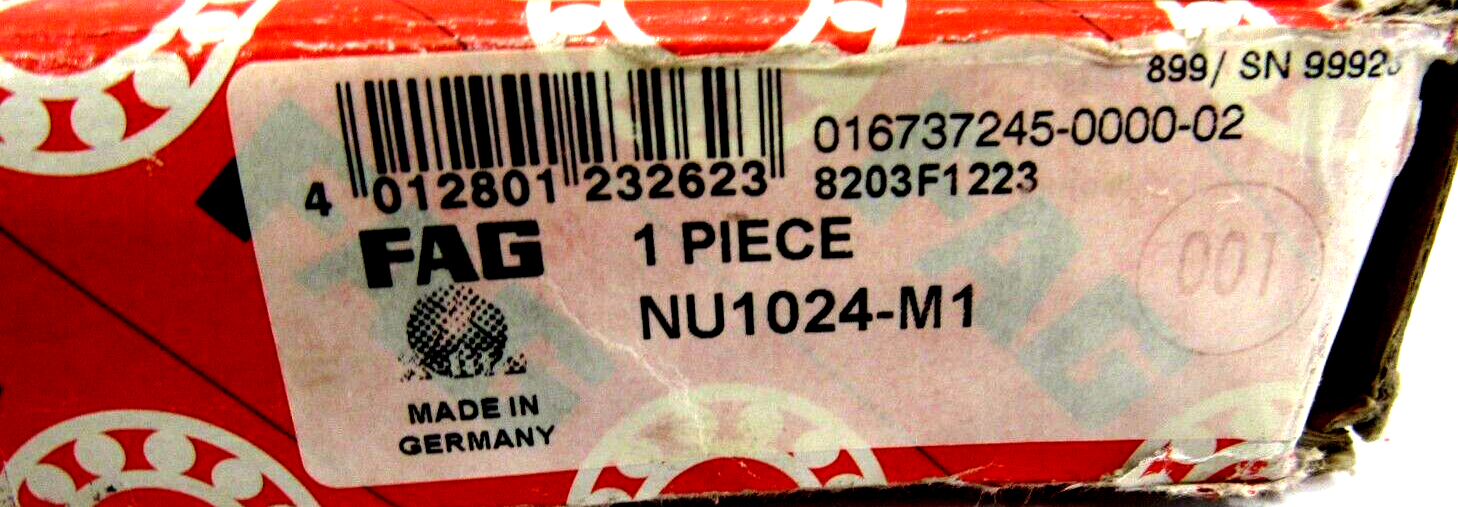 899/ SN 9992
016737245-0000-02
4 012801 232623
8203F1223
FAG
1 PIECE
NU1024-M1
001
MADE IN
GERMANY